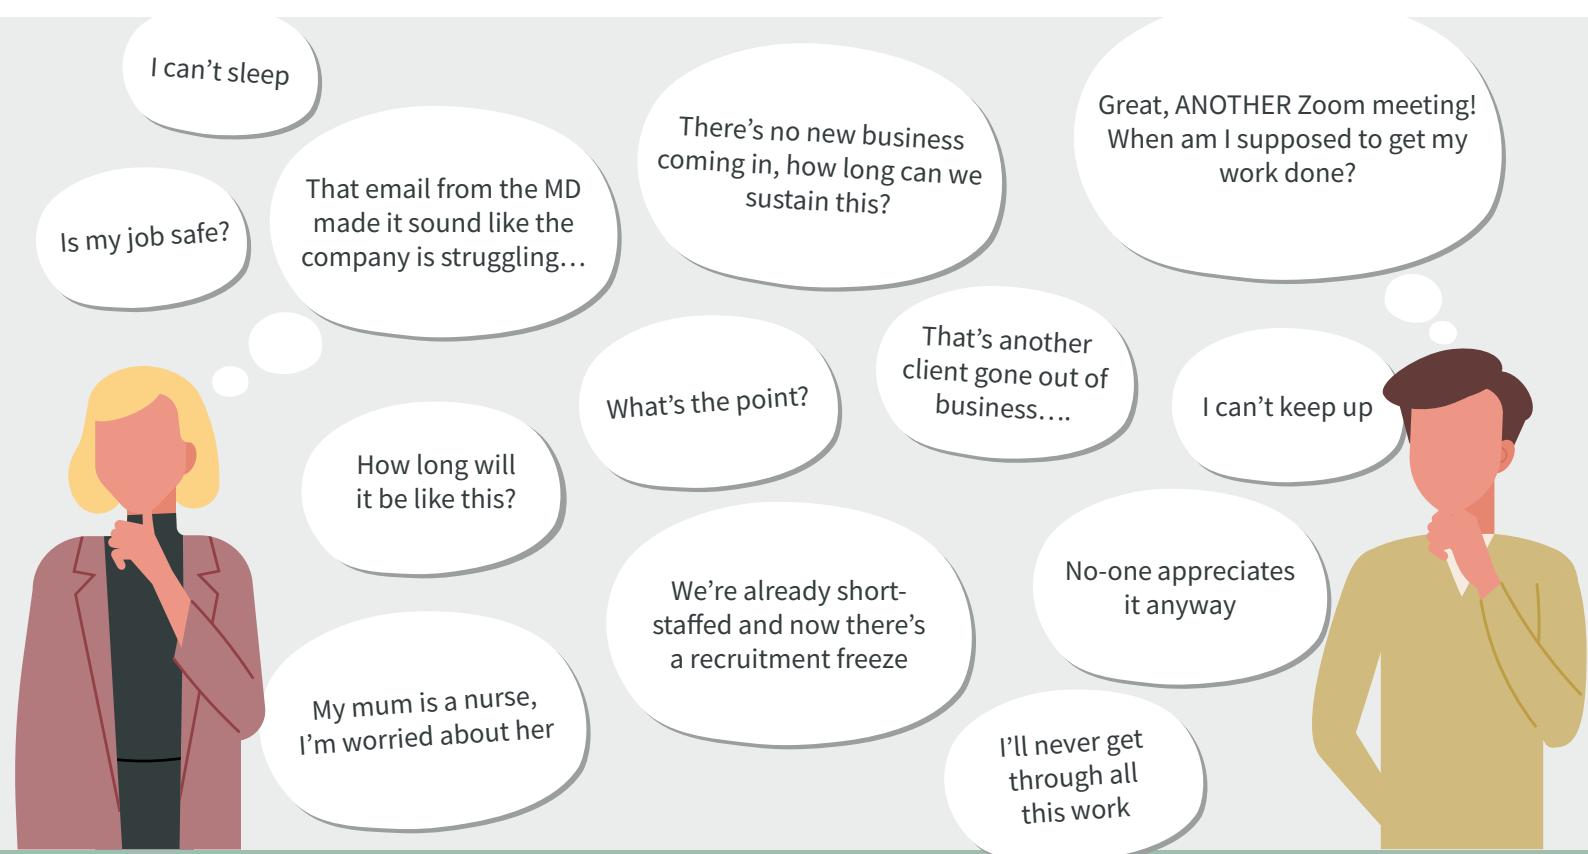 I can’t sleep
Is my job safe?
That email from the MD
made it sound like the
company is struggling…
There’s no new business
coming in, how long can we
sustain this?
Great, ANOTHER Zoom meeting!
When am I supposed to get my
work done?
What’s the point?
That’s another
client gone out of
business….
I can’t keep up
How long will
it be like this?
We’re already short-
staffed and now there’s
a recruitment freeze
No-one appreciates
it anyway
My mum is a nurse,
I’m worried about her
I’ll never get
through all
this work